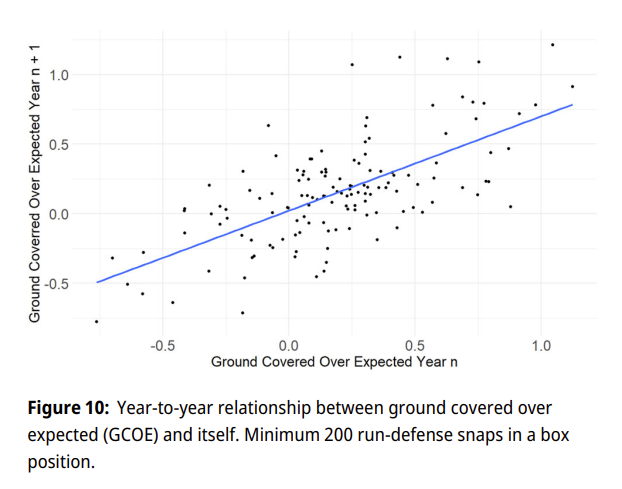 Ground Coverred Over Expected Year n + 1
1.0
0.5
0.0
-0.5
-0.5
0.0
0.5
1.0
Ground Covered Over Expected Year n
Figure 10: Year-to-year relationship between ground covered over
expected (GCOE) and itself. Minimum 200 run-defense snaps in a box
position.